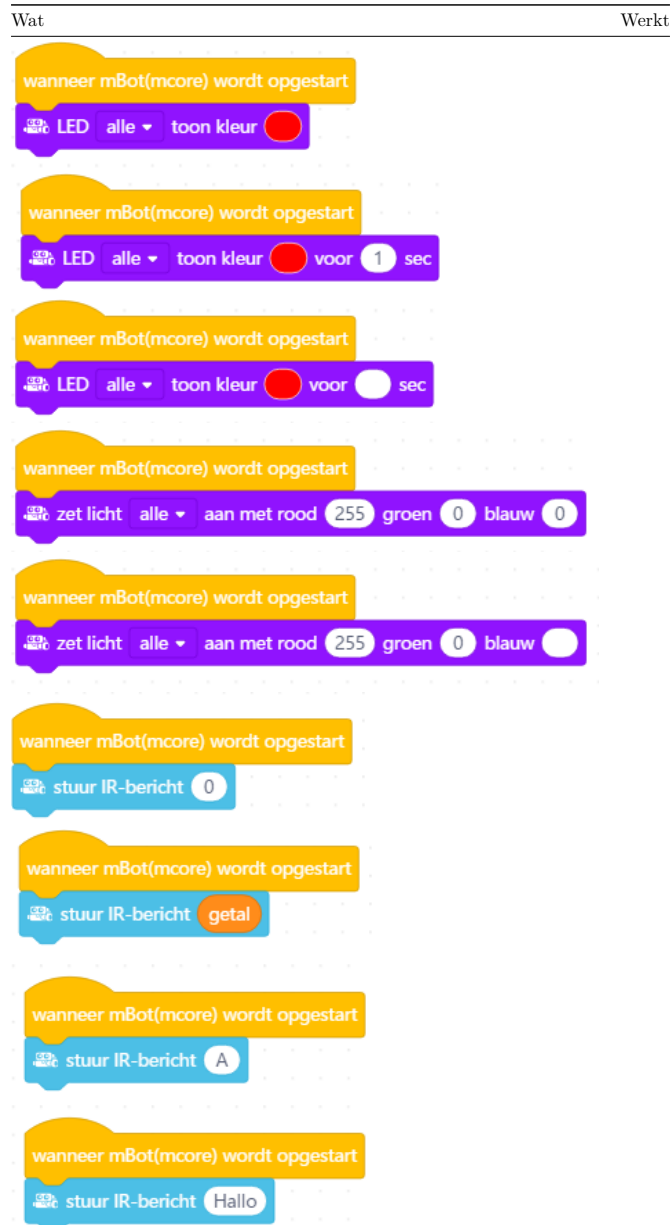 Wat Werkt
wanneer mBot(mcore) wordt opgestart
LED alle toon kleur
wanneer mBot(mcore) wordt opgestart
LED alle toon kleur voor 1 sec
wanneer mBot(mcore) wordt opgestart
LED alle toon kleur voor sec
wanneer mBot(mcore) wordt opgestart
zet licht alle aan met rood 255 groen 0 blauw 0
wanneer mBot(mcore) wordt opgestart
zet licht alle aan met rood 255 groen 0 blauw
wanneer mBot(mcore) wordt opgestart
stuur IR-bericht 0
wanneer mBot(mcore) wordt opgestart
stuur IR-bericht getal
wanneer mBot(mcore) wordt opgestart
stuur IR-bericht A
wanneer mBot(mcore) wordt opgestart
stuur IR-bericht Hallo